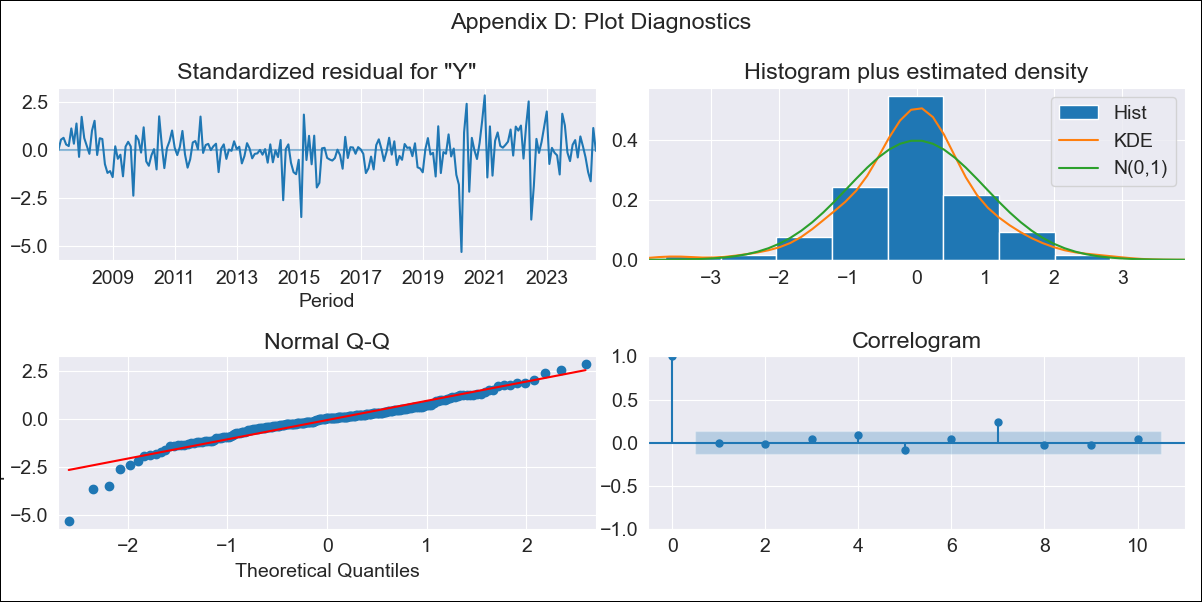 Appendix D: Plot Diagnostics
Standardized residual for "Y"
2.5
0.0
−2.5
−5.0
2009 2011 2013 2015 2017 2019 2021 2023
Period
Histogram plus estimated density
0.4
0.2
0.0
Hist
KDE
N(0,1)
−3 −2 −1 0 1 2 3
Normal Q-Q
2.5
0.0
−2.5
−5.0
−2 −1 0 1 2
Theoretical Quantiles
Correlogram
1.0
0.5
0.0
−0.5
−1.0
0 2 4 6 8 10